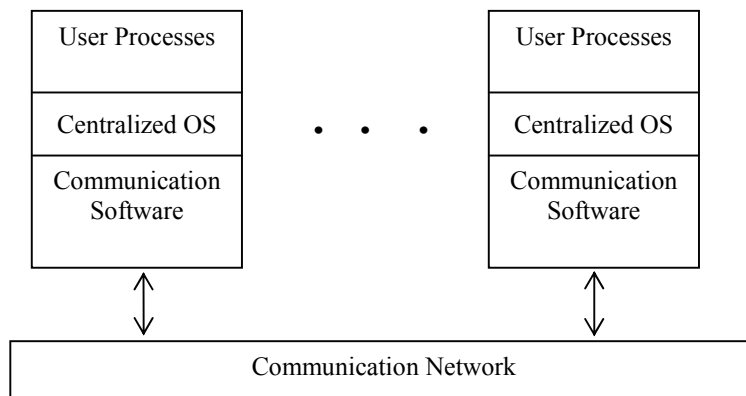 User Processes
Centralized OS
Communication
Software
. . .
User Processes
Centralized OS
Communication
Software
Communication Network